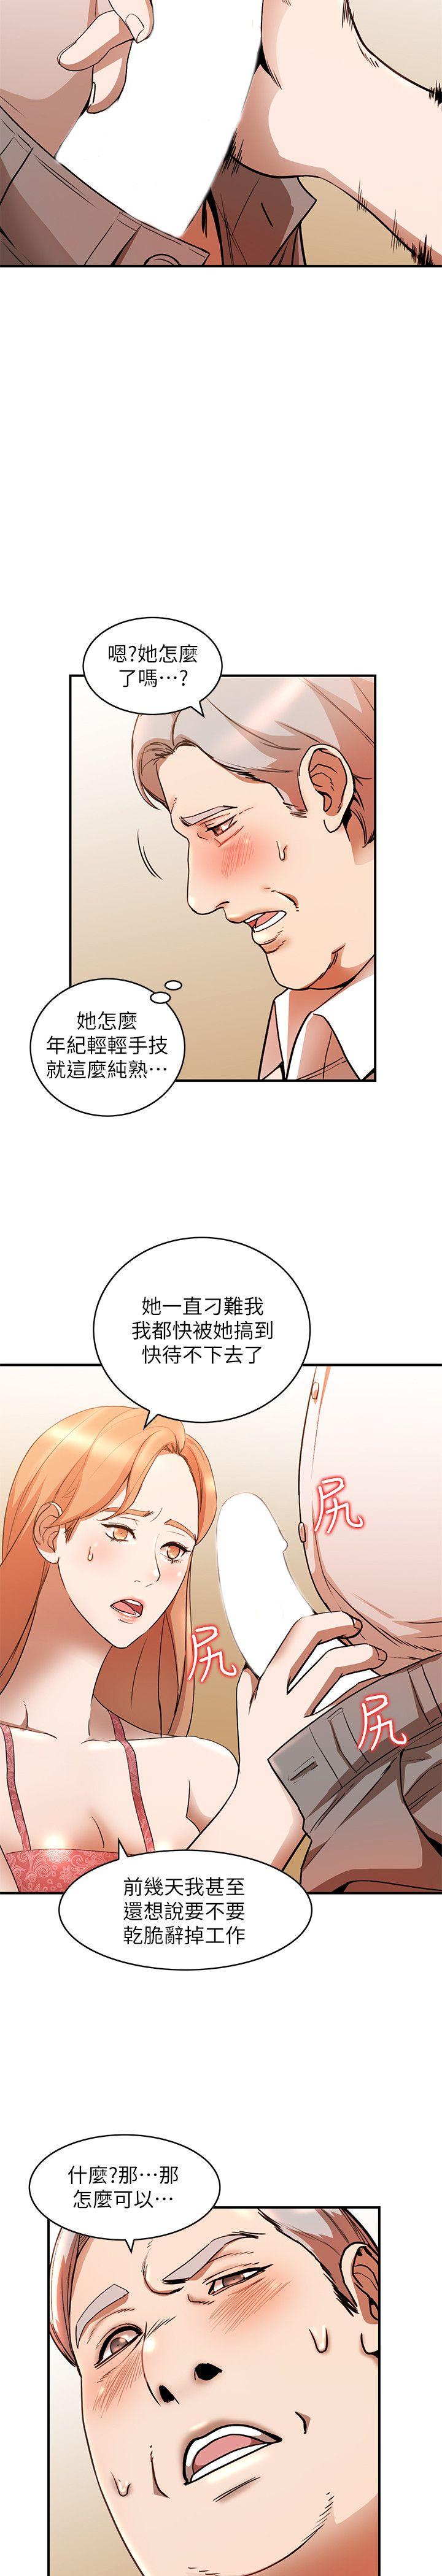 嗯?她怎麼
了嗎…?
她怎麼
年紀輕輕手技
就這麼純熟…
她一直刁難我
我都快被她搞到
快待不下去了
尻
尻
尻
前幾天我甚至
還想說要不要
乾脆辭掉工作
什麼?那…那
怎麼可以…